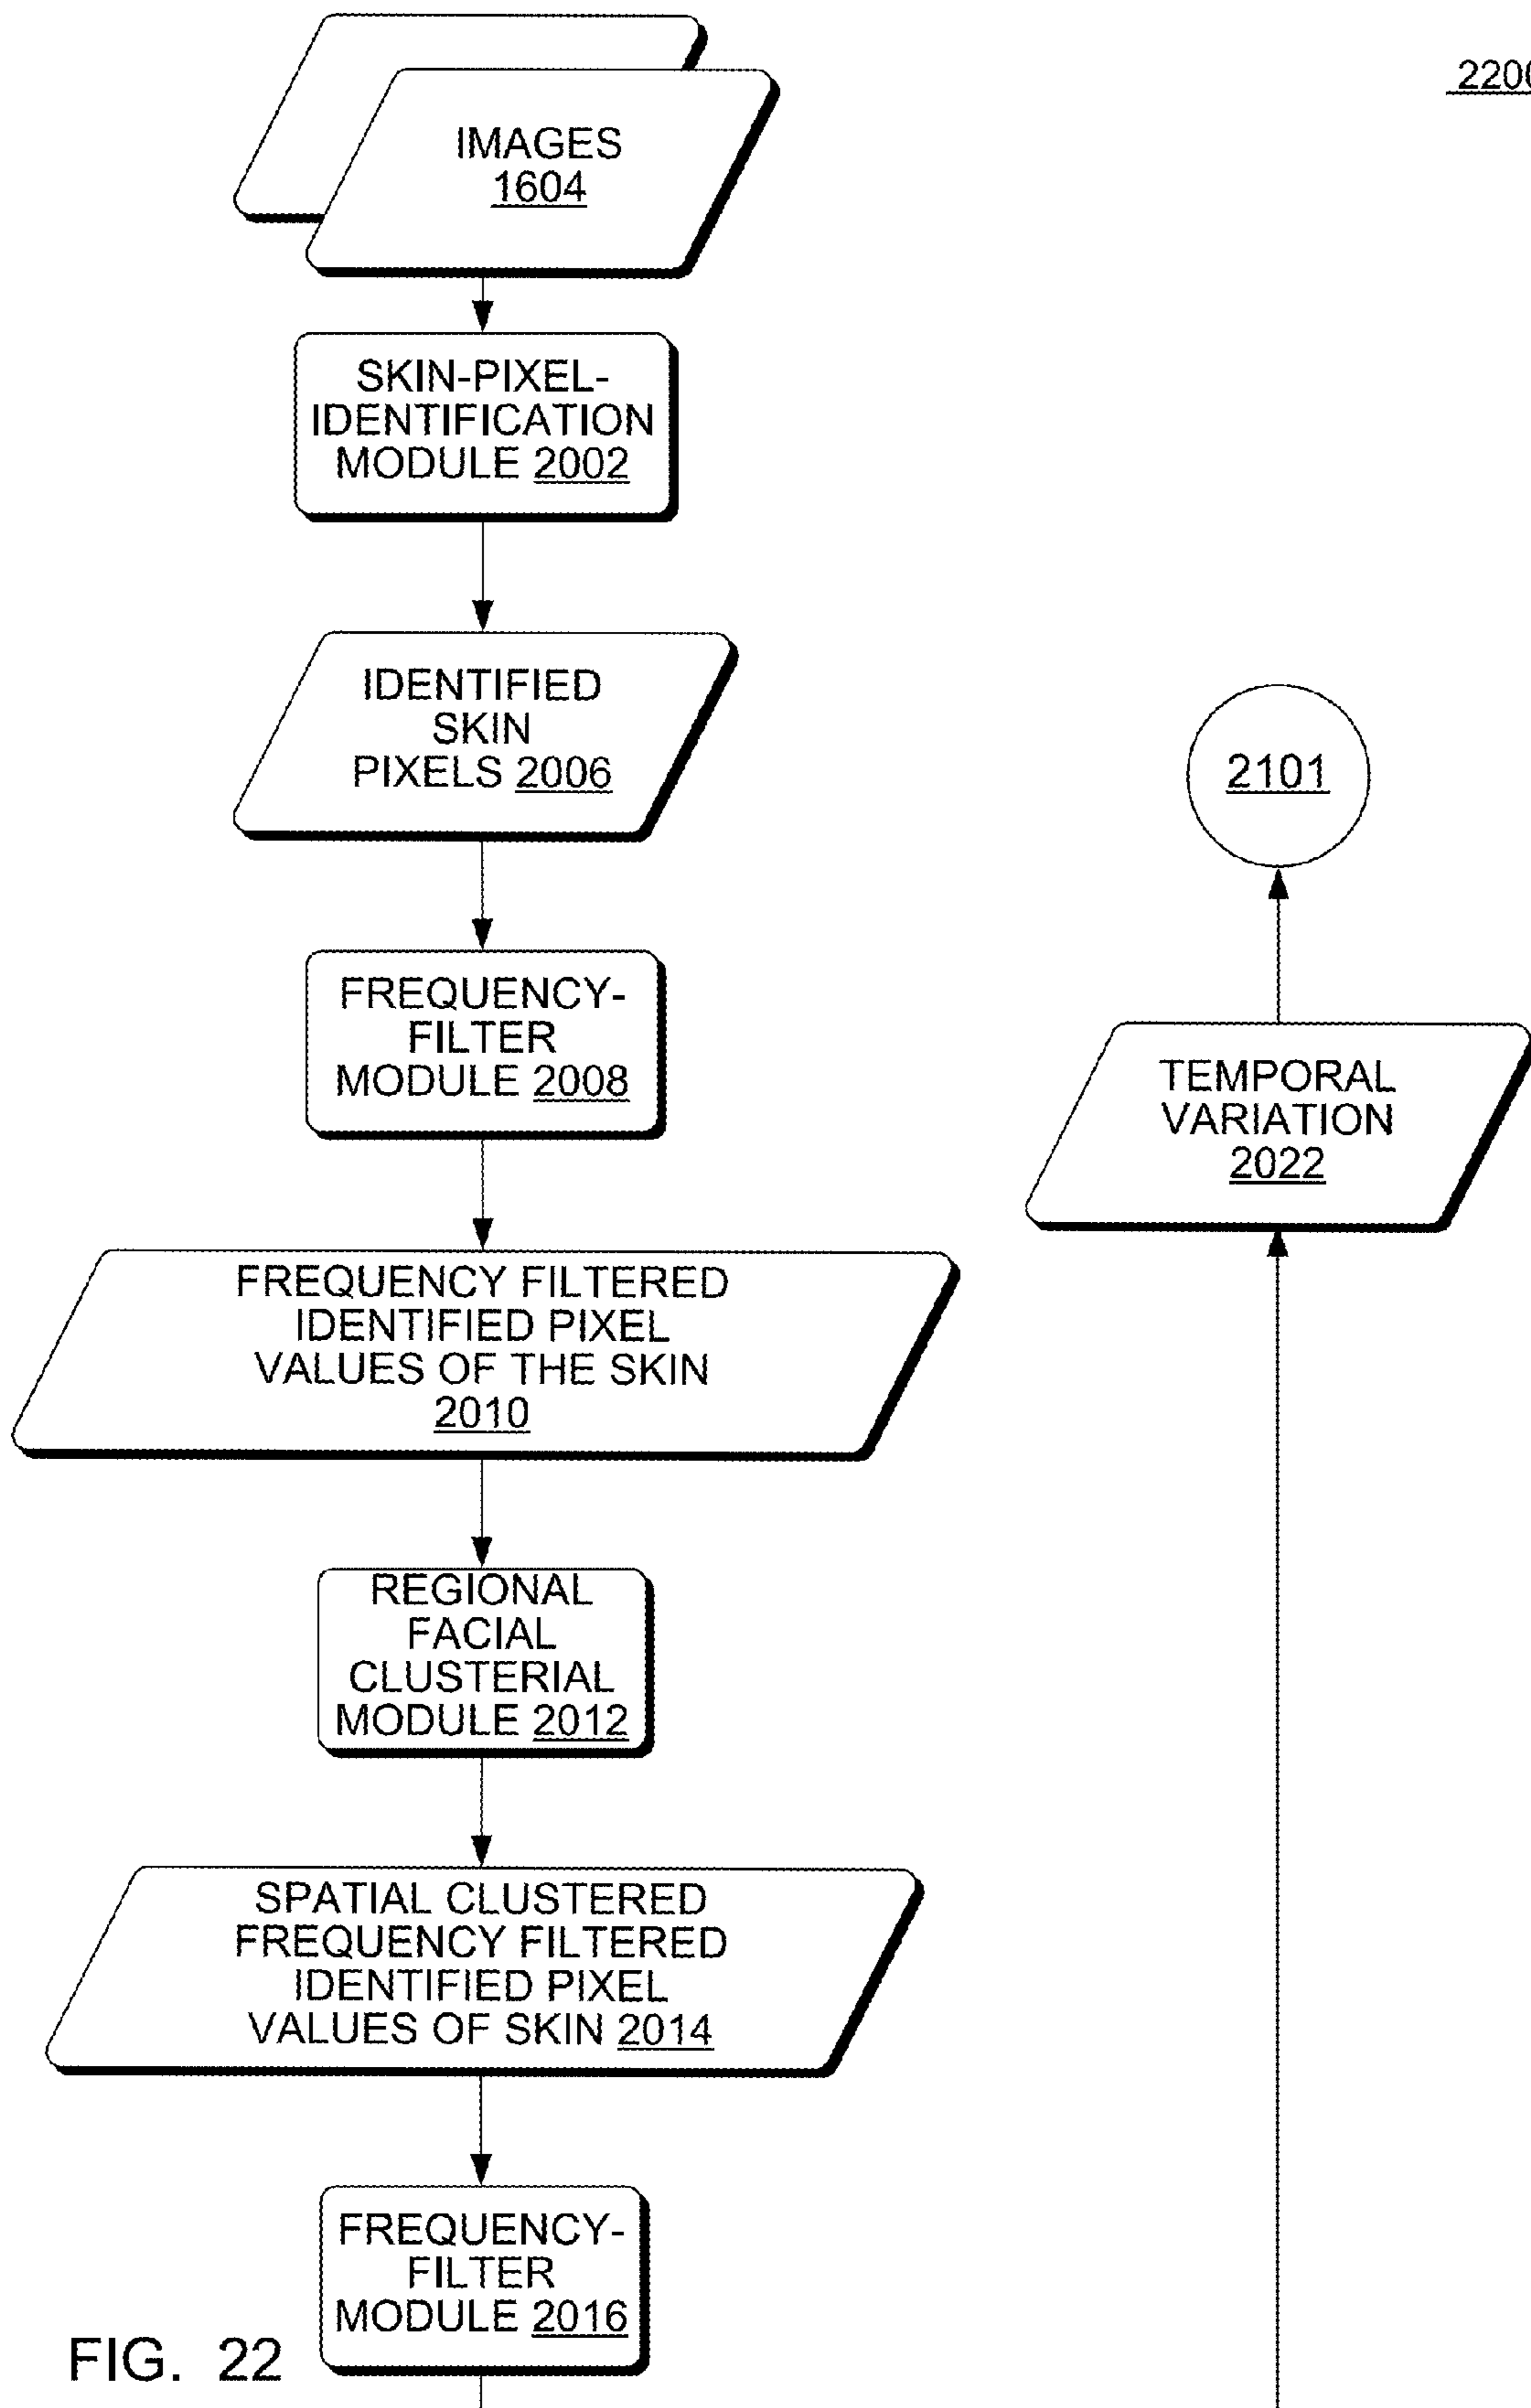 2200
IMAGES
1604
SKIN-PIXEL-
IDENTIFICATION
MODULE 2002
IDENTIFIED
SKIN
PIXELS 2006
FREQUENCY-
FILTER
MODULE 2008
FREQUENCY FILTERED
IDENTIFIED PIXEL
VALUES OF THE SKIN
2010
REGIONAL
FACIAL
CLUSTERIAL
MODULE 2012
SPATIAL CLUSTERED
FREQUENCY FILTERED
IDENTIFIED PIXEL
VALUES OF SKIN 2014
FREQUENCY-
FILTER
MODULE 2016
2101
TEMPORAL
VARIATION
2022
FIG. 22